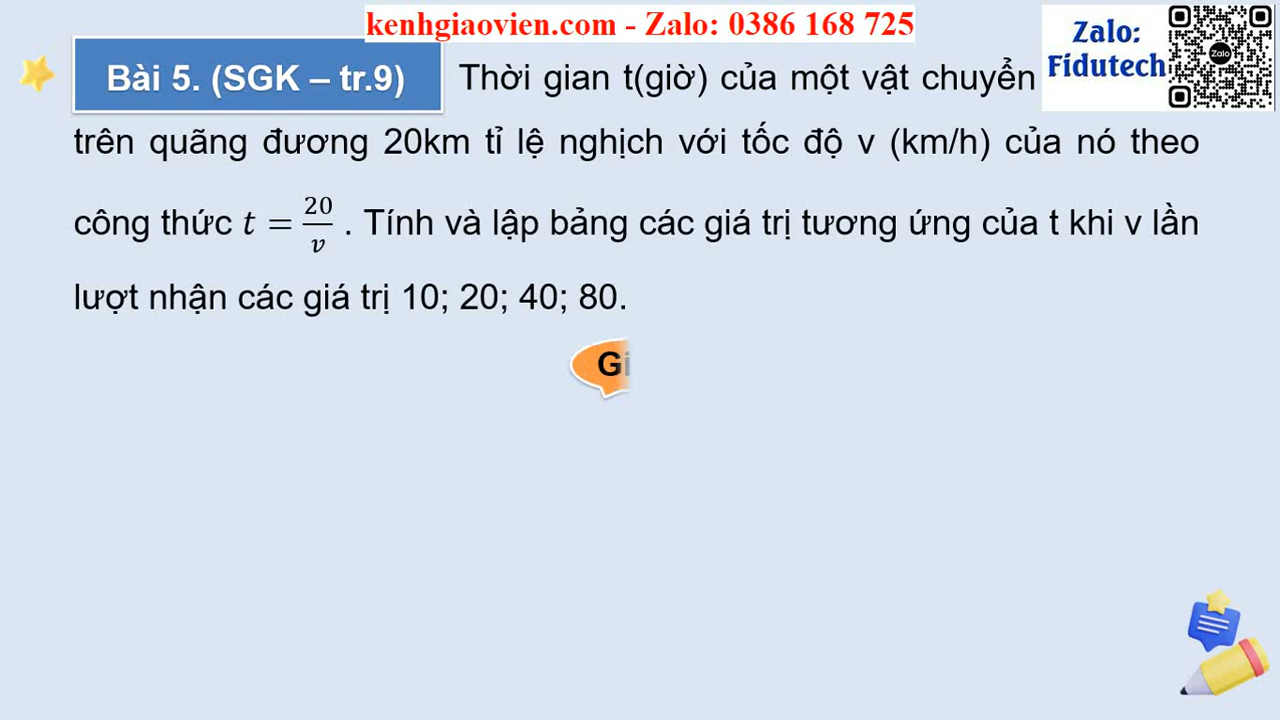 kenhgiaovien.com - Zalo: 0386 168 725
Zalo:
Fidutech
Zalo
Bài 5. (SGK – tr.9) Thời gian t(giờ) của một vật chuyển
trên quãng đương 20km tỉ lệ nghịch với tốc độ v (km/h) của nó theo
công thức t = 20/v . Tính và lập bảng các giá trị tương ứng của t khi v lần
lượt nhận các giá trị 10; 20; 40; 80.